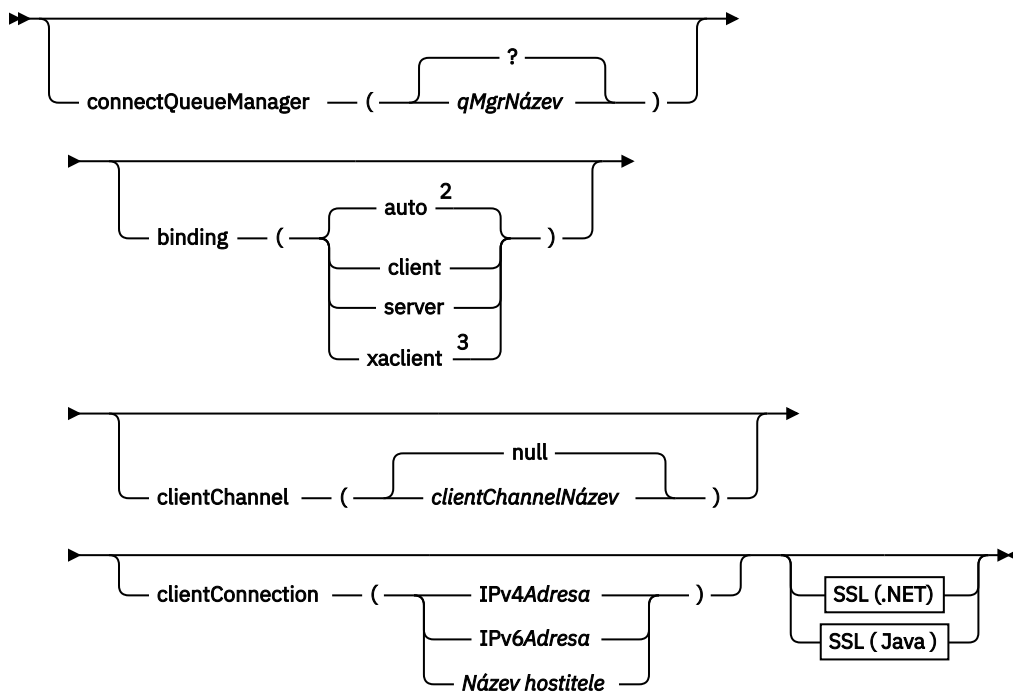 ?
connectQueueManager ( qMgrNázev )
auto 2
binding ( )
client
server
xaclient 3
null
clientChannel ( clientChannelNázev )
clientConnection ( IPv4Adresa ) SSL (.NET)
IPv6Adresa SSL ( Java )
Název hostitele